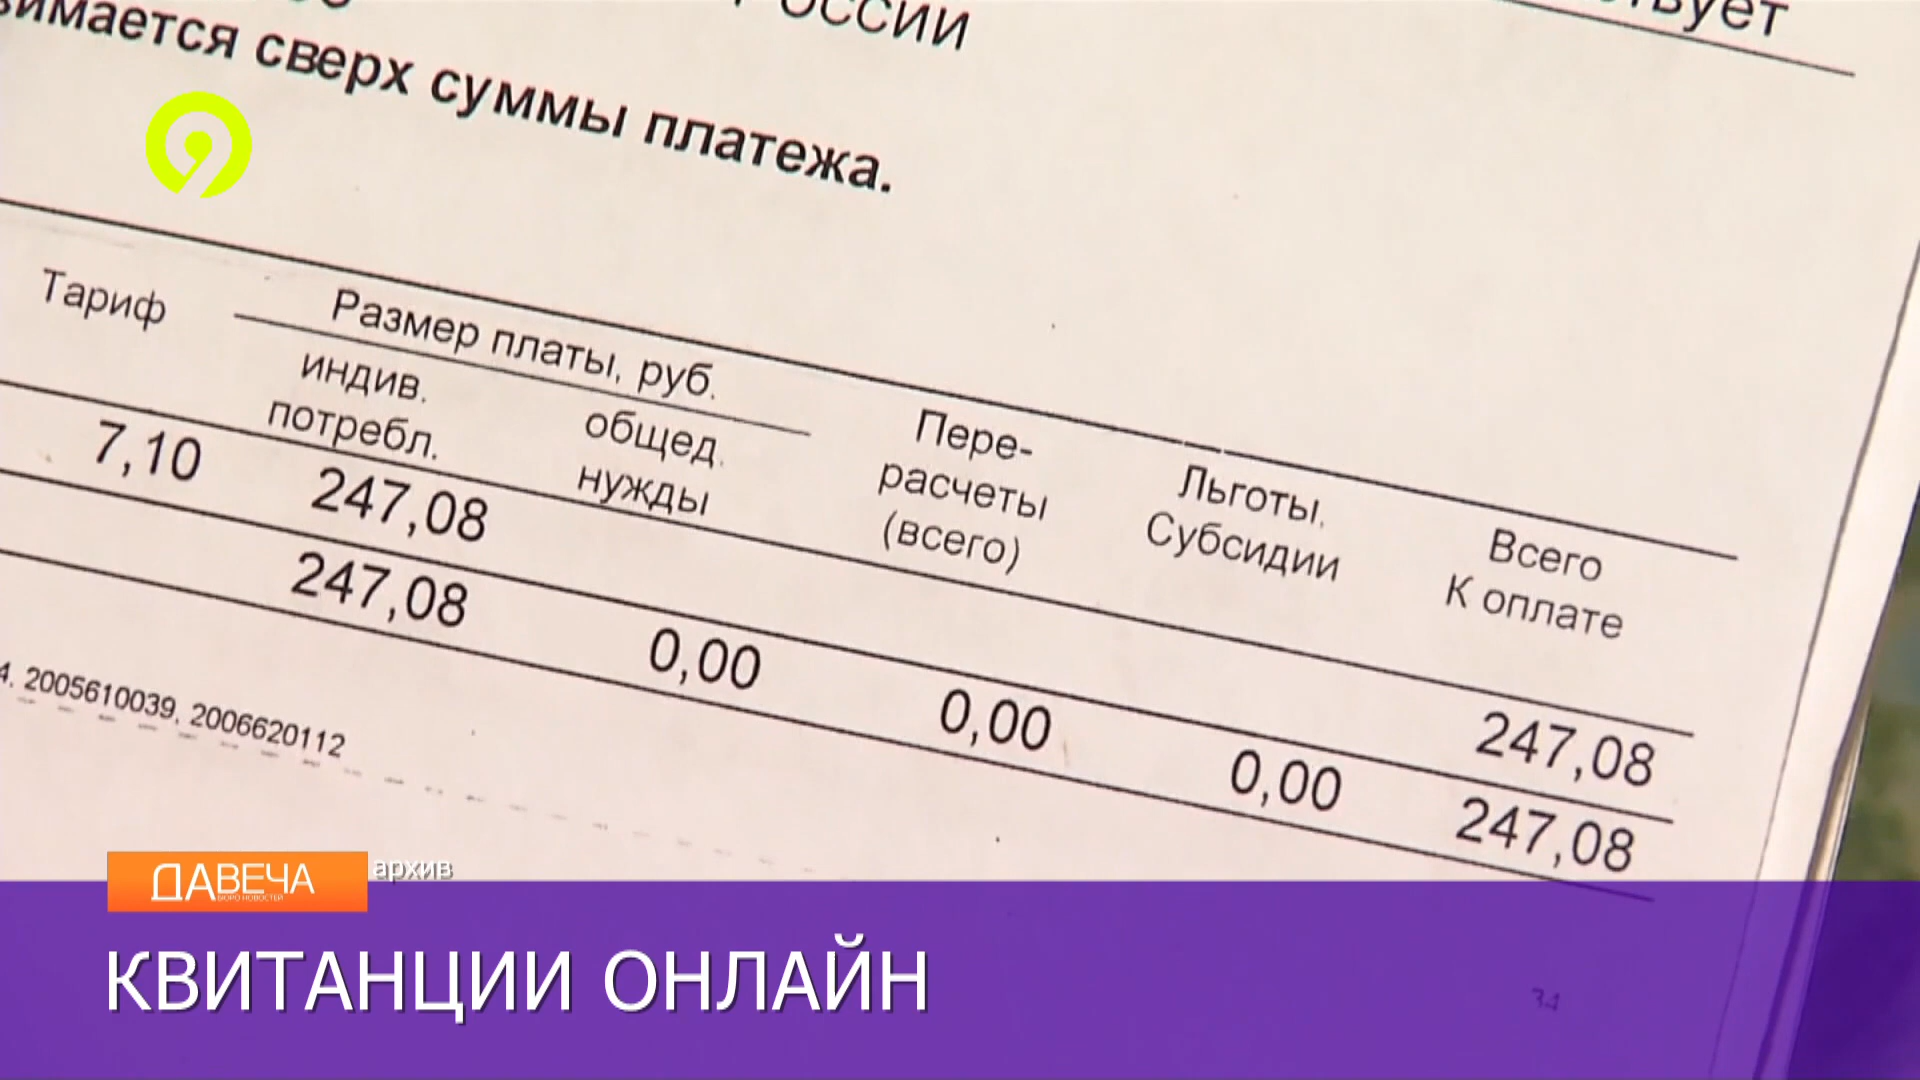 сверх суммы платежа.
Тариф
Размер платы, руб.
индив.
потребл.
общед.
нужды
Пере-
расчеты
(всего)
Льготы,
Субсидии
Всего
К оплате
7,10 247,08 247,08
247,08 0,00 0,00 0,00 247,08
2005610039, 2006620112
ДАВЕЧА
БЮРО НОВОСТЕЙ
архив
КВИТАНЦИИ ОНЛАЙН